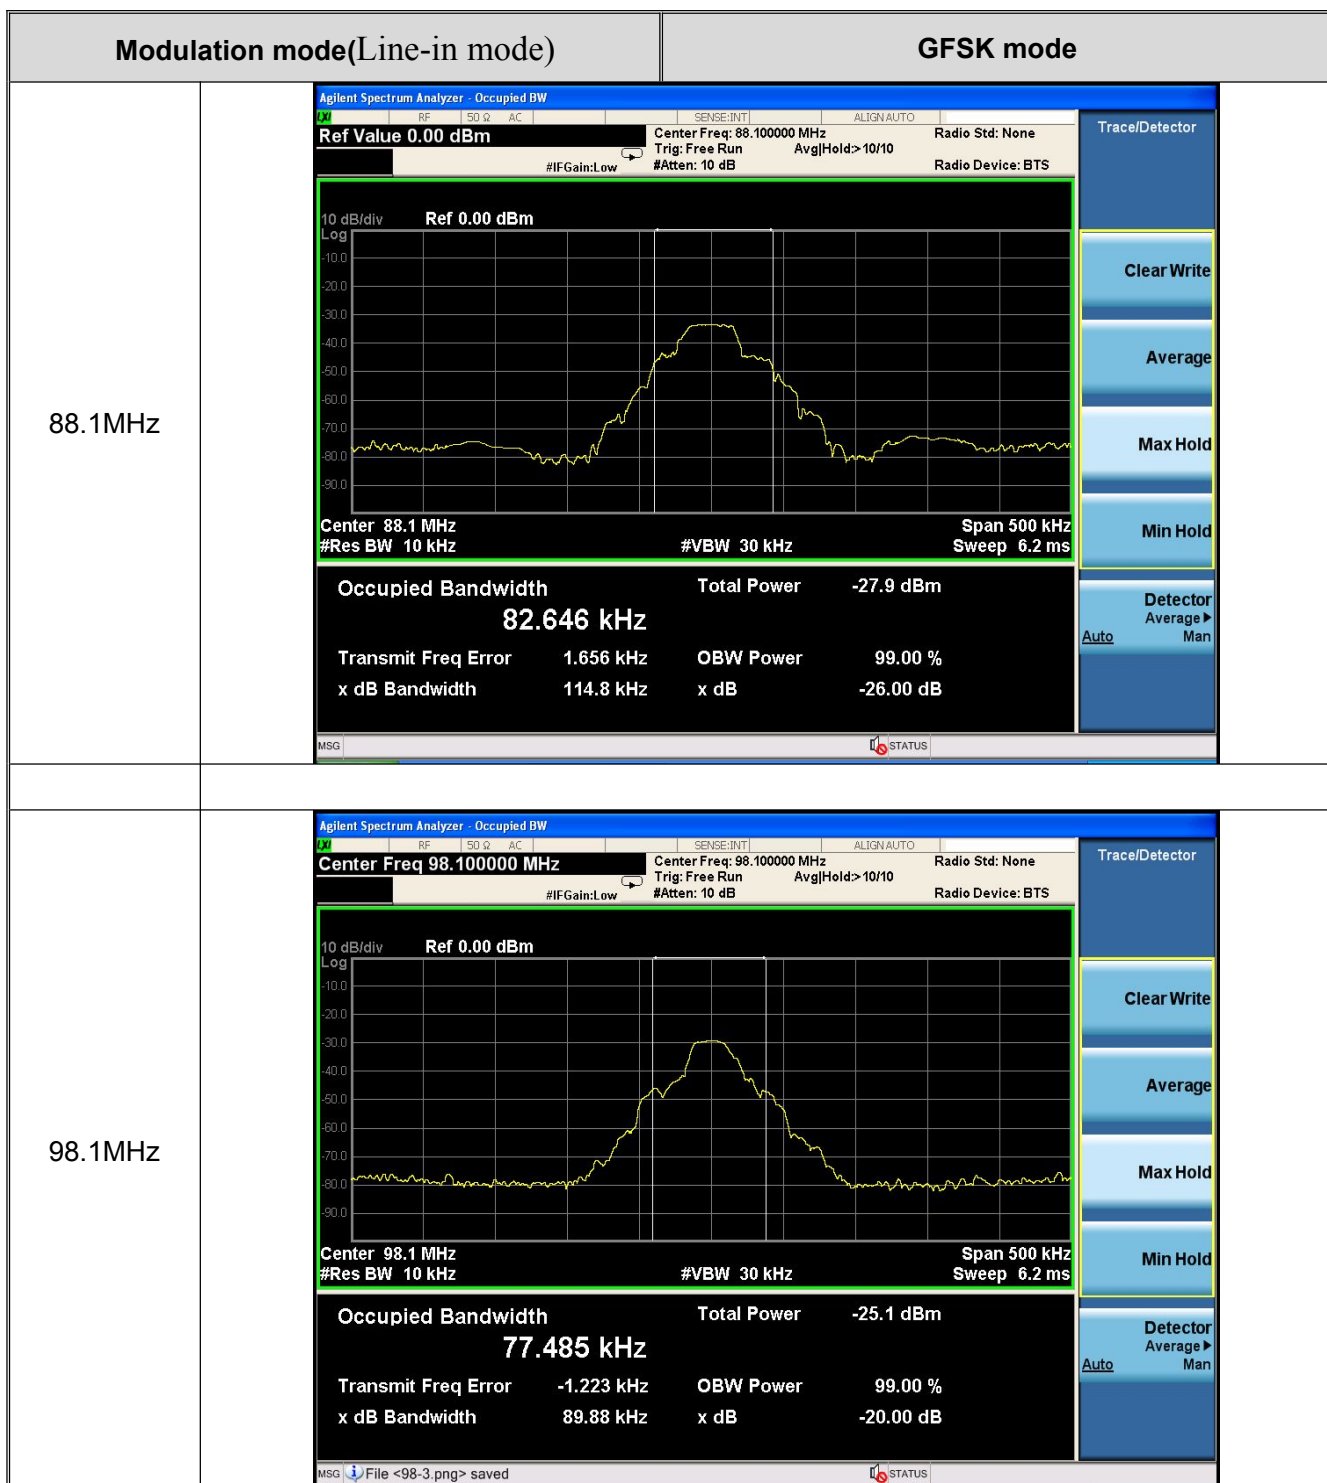 Modulation mode(Line-in mode) GFSK mode
88.1MHz
Agilent Spectrum Analyzer - Occupied BW
LXI RF 50 Ω AC SENSE:INT ALIGN AUTO
Ref Value 0.00 dBm Center Freq: 88.100000 MHz Radio Std: None
Trig: Free Run Avg|Hold:> 10/10
#IFGain:Low #Atten: 10 dB Radio Device: BTS
10 dB/div Ref 0.00 dBm
Log
-10.0
-20.0
-30.0
-40.0
-50.0
-60.0
-70.0
-80.0
-90.0
Center 88.1 MHz Span 500 kHz
#Res BW 10 kHz #VBW 30 kHz Sweep 6.2 ms
Occupied Bandwidth Total Power -27.9 dBm
82.646 kHz
Transmit Freq Error 1.656 kHz OBW Power 99.00 %
x dB Bandwidth 114.8 kHz x dB -26.00 dB
MSG STATUS
Trace/Detector
Clear Write
Average
Max Hold
Min Hold
Detector
Average
Auto Man
98.1MHz
Agilent Spectrum Analyzer - Occupied BW
LXI RF 50 Ω AC SENSE:INT ALIGN AUTO
Center Freq 98.100000 MHz Center Freq: 98.100000 MHz Radio Std: None
Trig: Free Run Avg|Hold:> 10/10
#IFGain:Low #Atten: 10 dB Radio Device: BTS
10 dB/div Ref 0.00 dBm
Log
-10.0
-20.0
-30.0
-40.0
-50.0
-60.0
-70.0
-80.0
-90.0
Center 98.1 MHz Span 500 kHz
#Res BW 10 kHz #VBW 30 kHz Sweep 6.2 ms
Occupied Bandwidth Total Power -25.1 dBm
77.485 kHz
Transmit Freq Error -1.223 kHz OBW Power 99.00 %
x dB Bandwidth 89.88 kHz x dB -20.00 dB
MSG File <98-3.png> saved STATUS
Trace/Detector
Clear Write
Average
Max Hold
Min Hold
Detector
Average
Auto Man